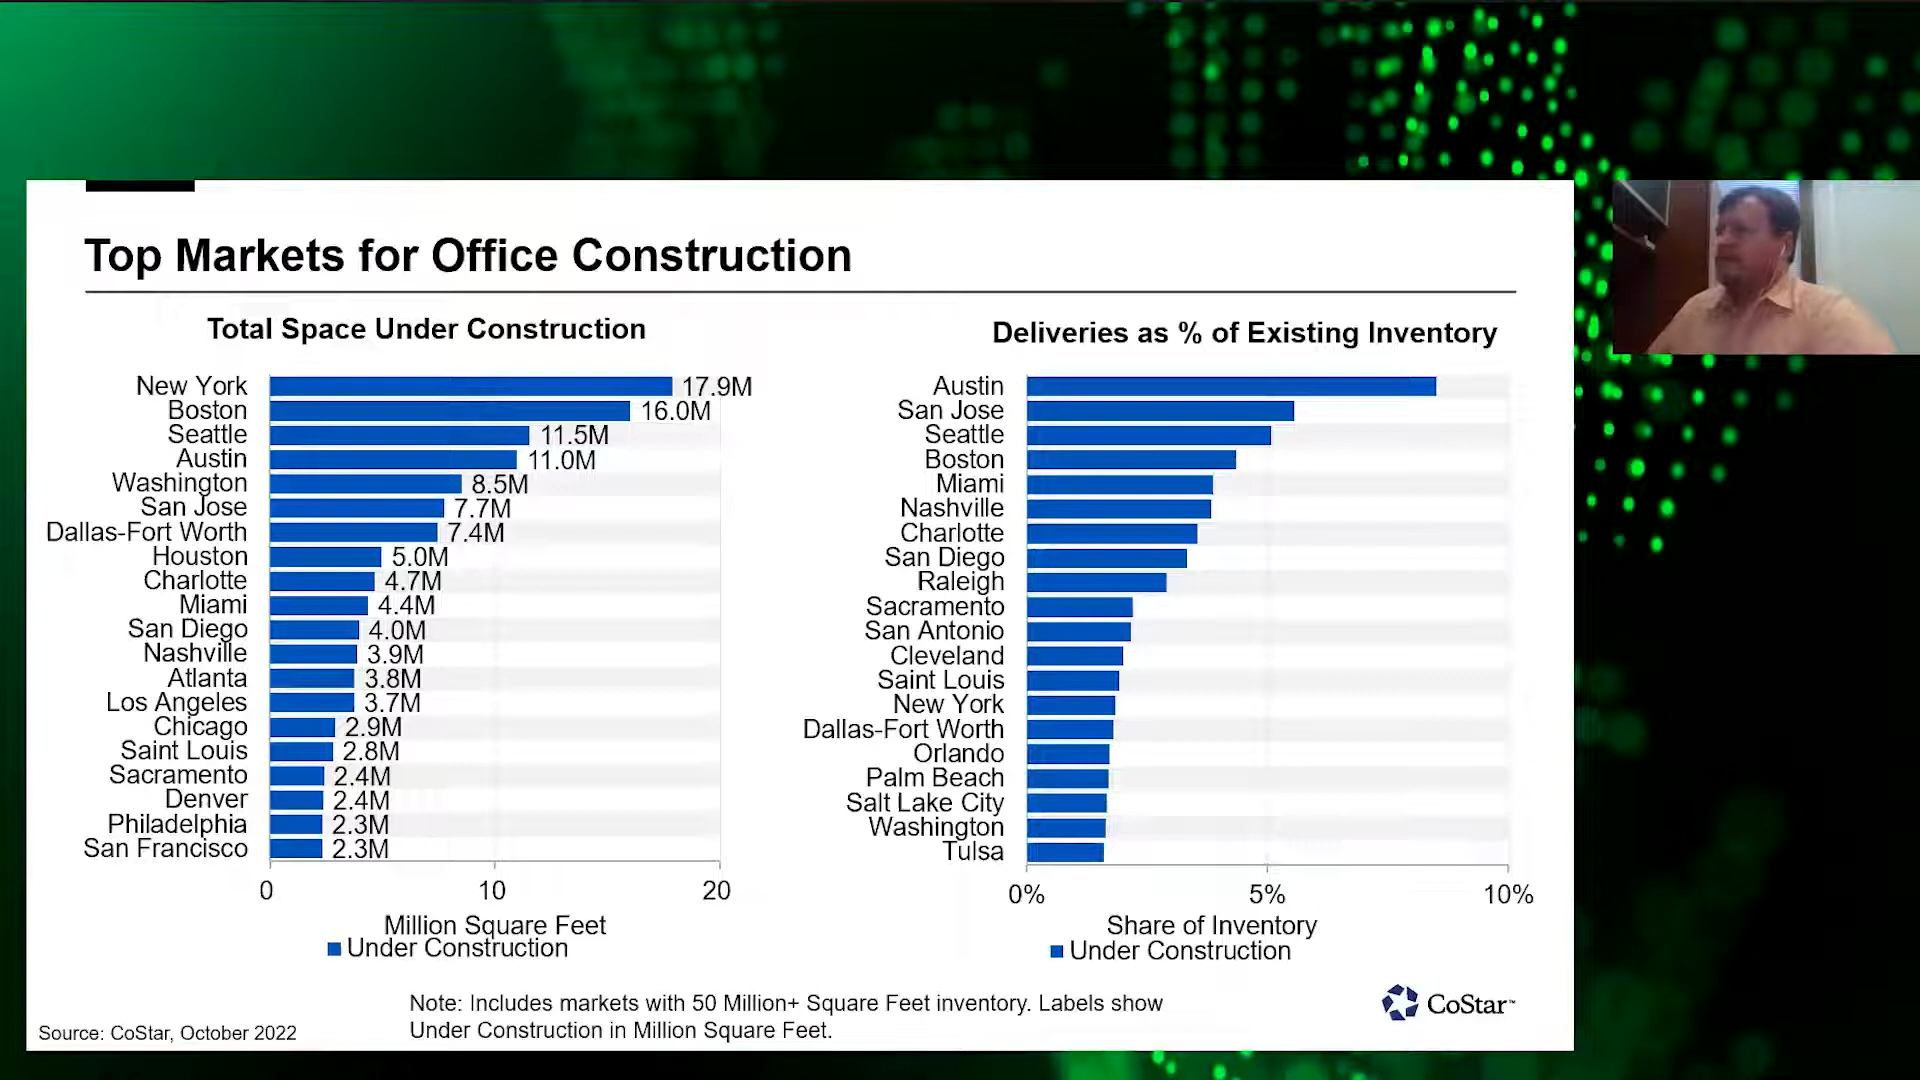 Top Markets for Office Construction
Total Space Under Construction
New York 17.9M
Boston 16.0M
Seattle 11.5M
Austin 11.0M
Washington 8.5M
San Jose 7.7M
Dallas-Fort Worth 7.4M
Houston 5.0M
Charlotte 4.7M
Miami 4.4M
San Diego 4.0M
Nashville 3.9M
Atlanta 3.8M
Los Angeles 3.7M
Chicago 2.9M
Saint Louis 2.8M
Sacramento 2.4M
Denver 2.4M
Philadelphia 2.3M
San Francisco 2.3M
0 10 20
Million Square Feet
Under Construction
Deliveries as % of Existing Inventory
Austin
San Jose
Seattle
Boston
Miami
Nashville
Charlotte
San Diego
Raleigh
Sacramento
San Antonio
Cleveland
Saint Louis
New York
Dallas-Fort Worth
Orlando
Palm Beach
Salt Lake City
Washington
Tulsa
0% 5% 10%
Share of Inventory
Under Construction
Note: Includes markets with 50 Million+ Square Feet inventory. Labels show
Under Construction in Million Square Feet.
Source: CoStar, October 2022
CoStar™